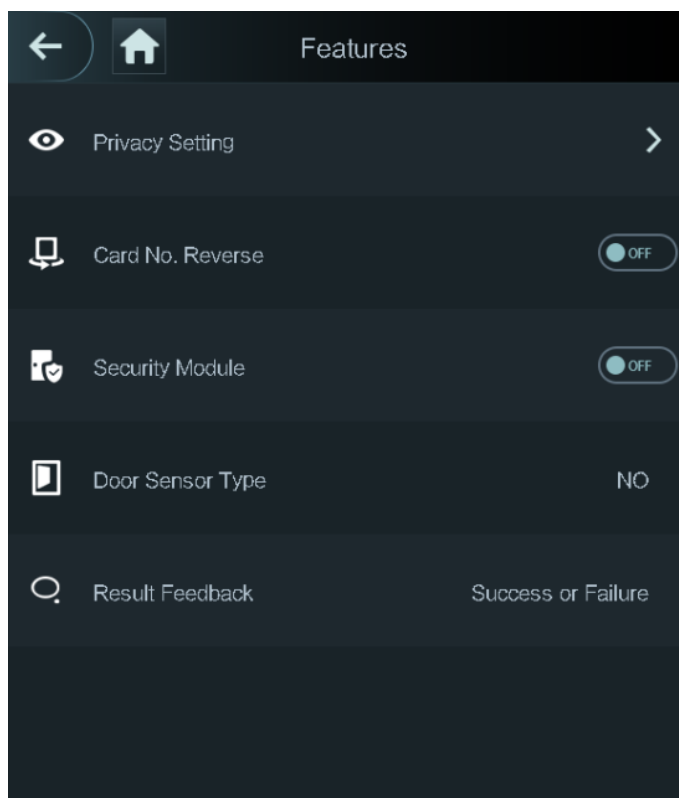 Features
Privacy Setting
Card No. Reverse OFF
Security Module OFF
Door Sensor Type NO
Result Feedback Success or Failure